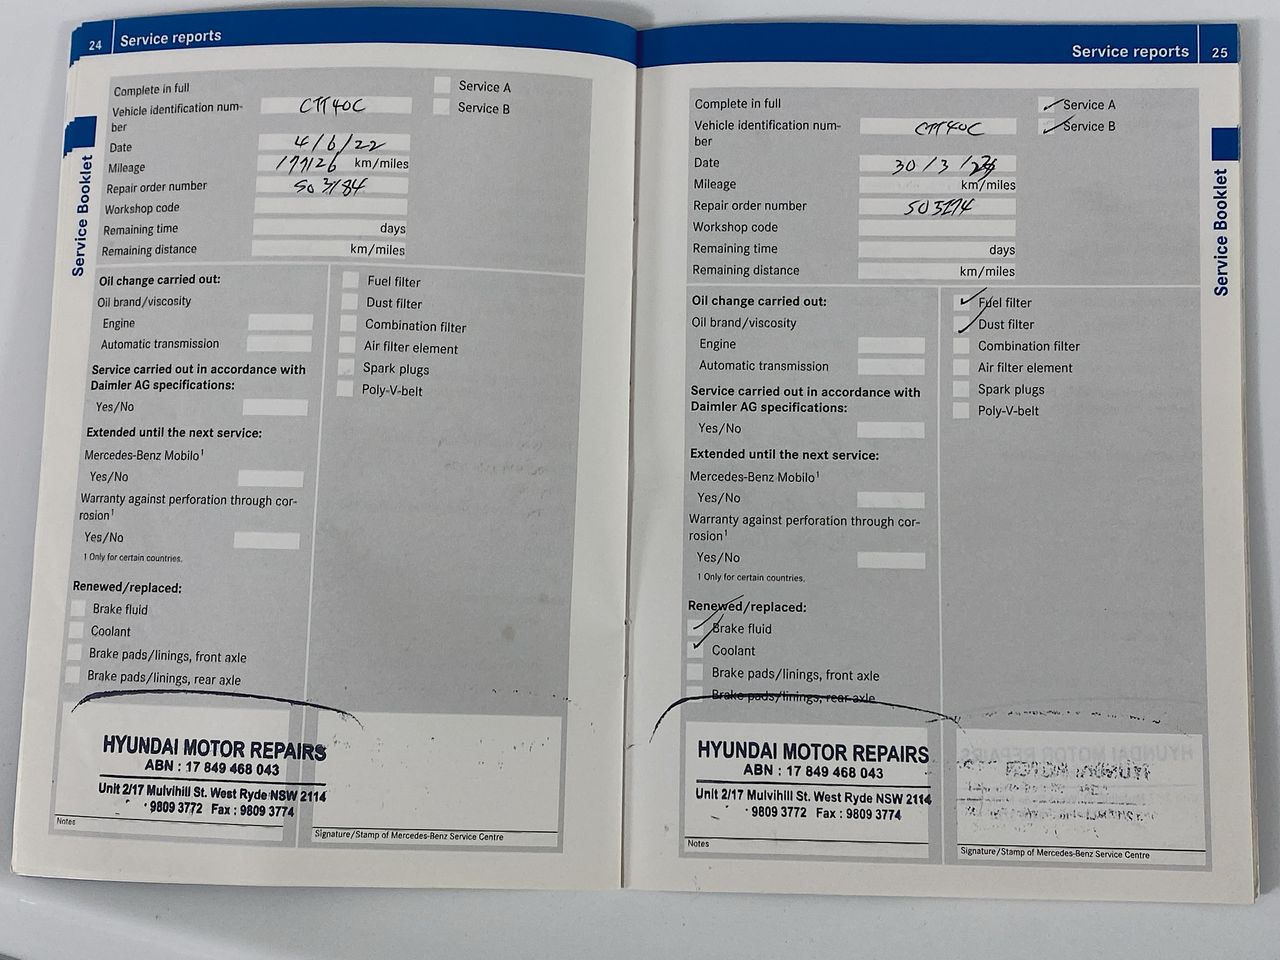 24 Service reports
Complete in full
Service A
Vehicle identification num-
ber
CTT40C
Service B
Date
4/6/22
Mileage
177126 km/miles
Repair order number
503184
Workshop code
Remaining time
days
Remaining distance
km/miles
Service Booklet
Oil change carried out:
Oil brand/viscosity
Engine
Automatic transmission
Service carried out in accordance with
Daimler AG specifications:
Yes/No
Extended until the next service:
Mercedes-Benz Mobilo¹
Yes/No
Warranty against perforation through cor-
rosion¹
Yes/No
1 Only for certain countries.
Fuel filter
Dust filter
Combination filter
Air filter element
Spark plugs
Poly-V-belt
Renewed/replaced:
Brake fluid
Coolant
Brake pads/linings, front axle
Brake pads/linings, rear axle
HYUNDAI MOTOR REPAIRS
ABN : 17 849 468 043
Unit 2/17 Mulvihill St. West Ryde NSW 2114
9809 3772 Fax : 9809 3774
Notes
Signature/Stamp of Mercedes-Benz Service Centre
Service reports 25
Complete in full
Service A
Vehicle identification num-
ber
CTT40C
Service B
Date
30/3/
Mileage
km/miles
Repair order number
Workshop code
Remaining time
days
Remaining distance
km/miles
Service Booklet
Oil change carried out:
Oil brand/viscosity
Engine
Automatic transmission
Service carried out in accordance with
Daimler AG specifications:
Yes/No
Extended until the next service:
Mercedes-Benz Mobilo¹
Yes/No
Warranty against perforation through cor-
rosion¹
Yes/No
1 Only for certain countries.
Fuel filter
Dust filter
Combination filter
Air filter element
Spark plugs
Poly-V-belt
Renewed/replaced:
Brake fluid
Coolant
Brake pads/linings, front axle
Brake pads/linings, rear axle
HYUNDAI MOTOR REPAIRS
ABN : 17 849 468 043
Unit 2/17 Mulvihill St. West Ryde NSW 2114
9809 3772 Fax : 9809 3774
Notes
Signature/Stamp of Mercedes-Benz Service Centre